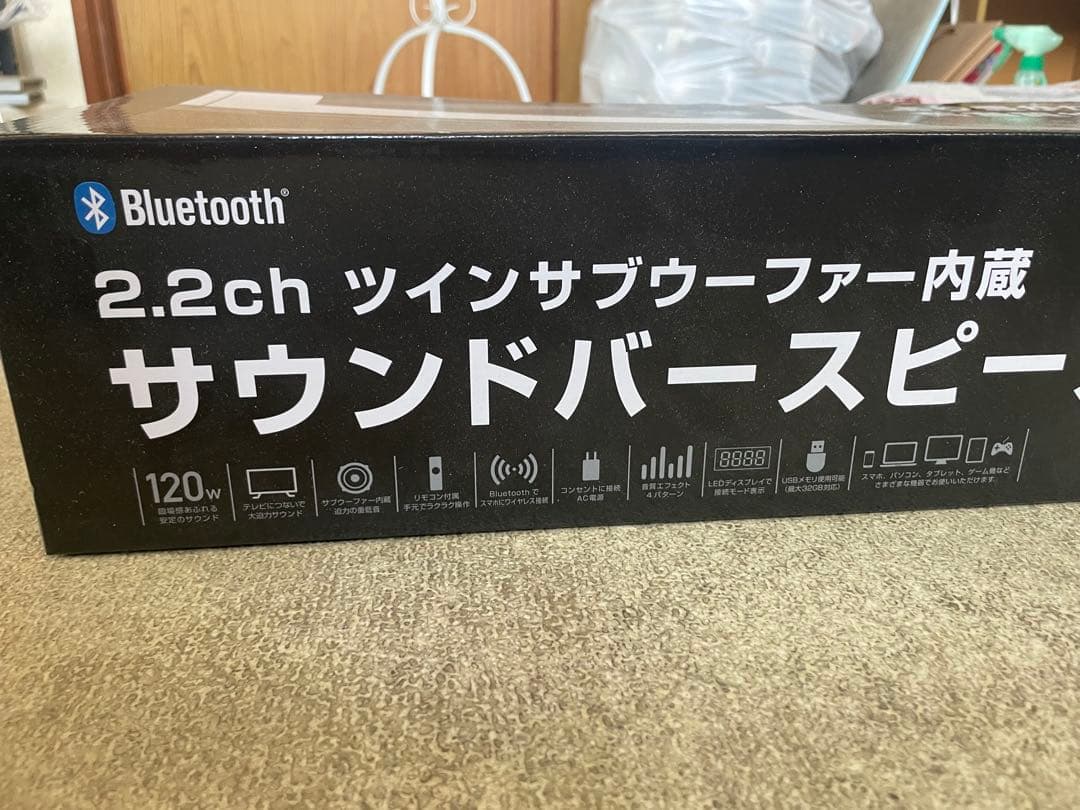 Bluetooth®
2.2ch ツインサブウーファー内蔵
サウンドバースピー
120W
臨場感あふれる
安定のサウンド
テレビにつないで
大迫力サウンド
サブウーファー内蔵
迫力の重低音
リモコン付属
手元でラクラク操作
Bluetoothで
スマホにワイヤレス接続
コンセントに接続
AC電源
音質エフェクト
4パターン
8888
LEDディスプレイで
接続モード表示
USBメモリ使用可能
(最大32GB対応)
スマホ、パソコン、タブレット、ゲーム機など
さまざまな機器でお使いいただけます。